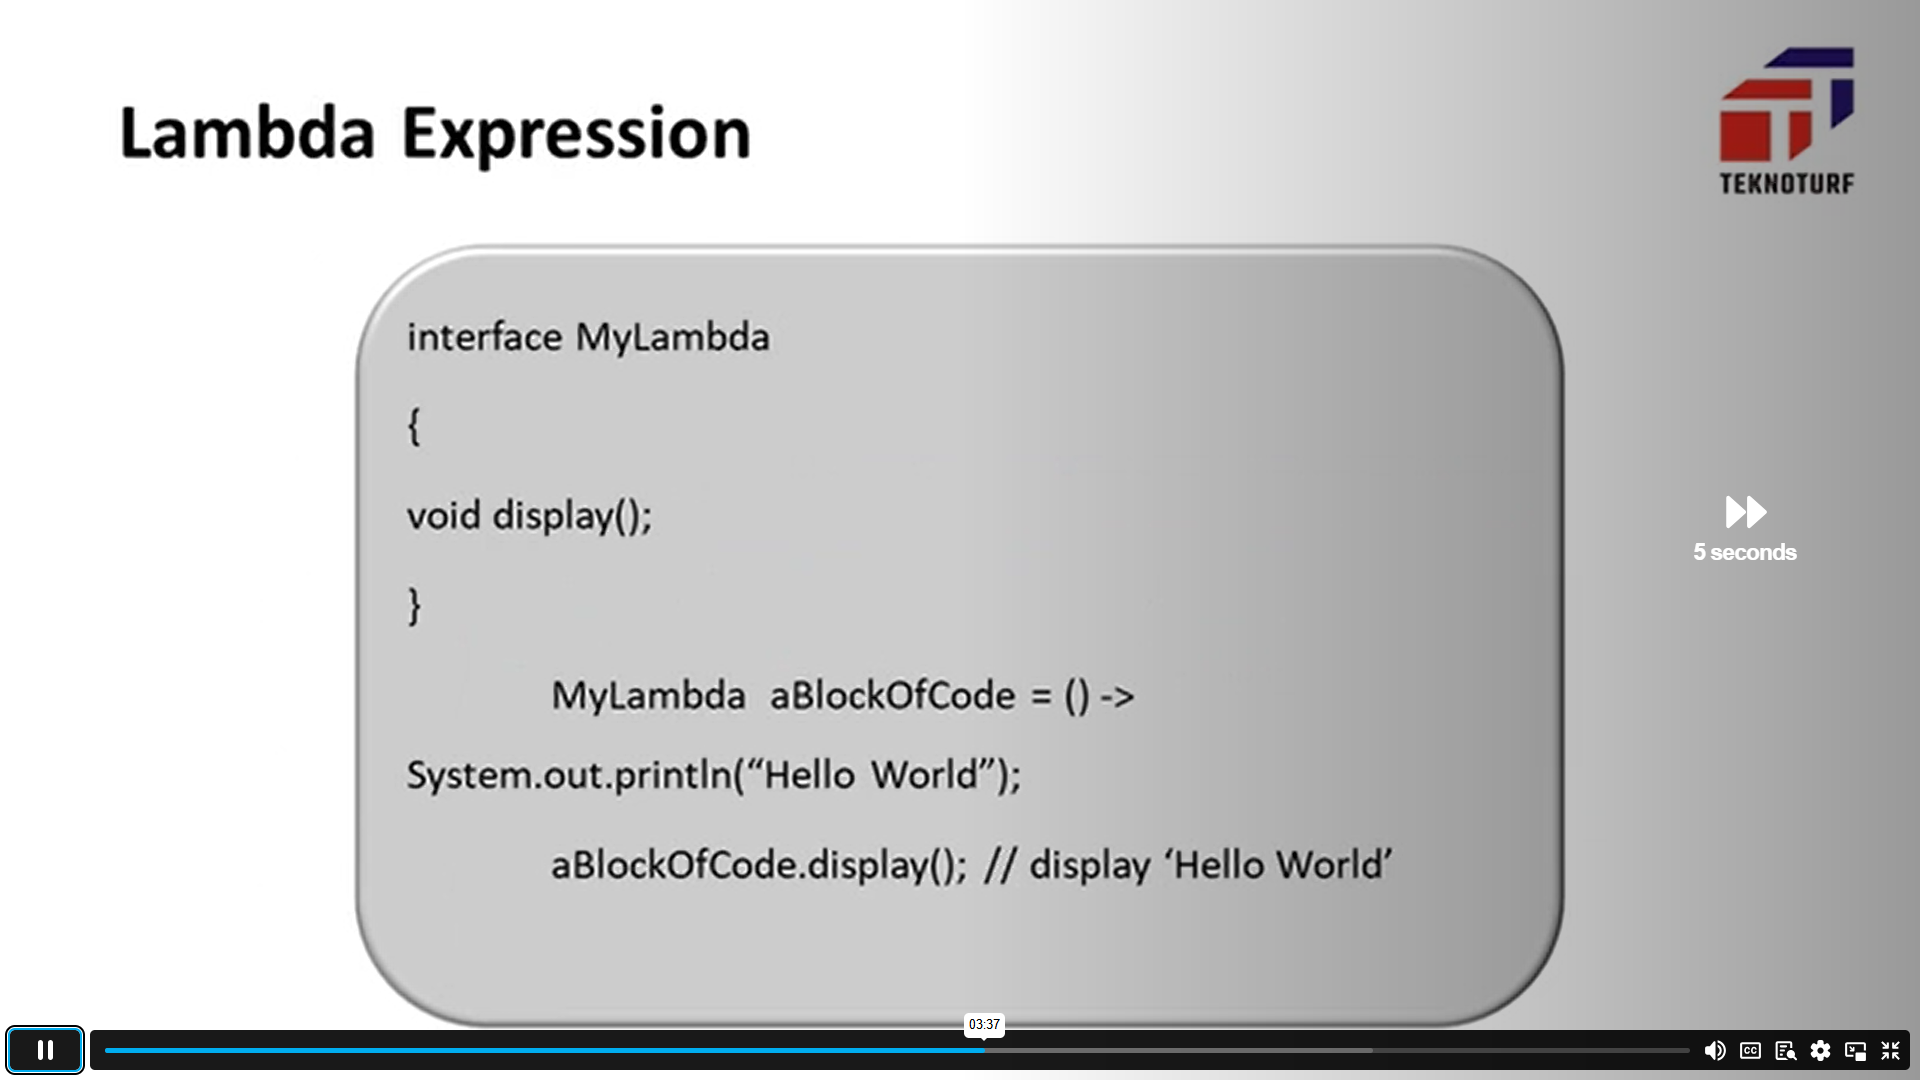 Lambda Expression
TEKNOTURF
interface MyLambda
{
void display();
}
MyLambda aBlockOfCode = () ->
System.out.println(“Hello World”);
aBlockOfCode.display(); // display ‘Hello World’
5 seconds
03:37
CC